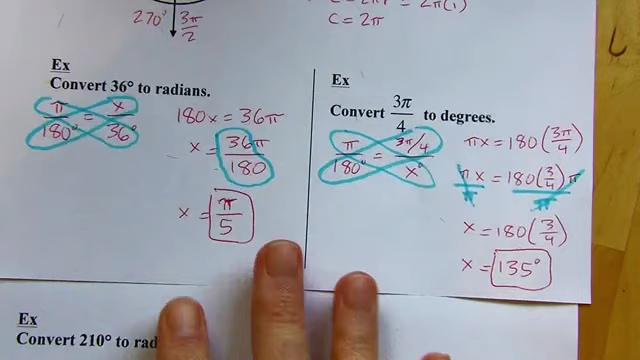 270° 3π/2
= 2π(1)
C = 2π
Ex
Convert 36° to radians.
π/180° = x/36°
180x = 36π
x = 36π/180
x = π/5
Ex
Convert 3π/4 to degrees.
π/180° = 3π/4/x°
πx = 180(3π/4)
πx = 180(3/4)π
π π
x = 180(3/4)
x = 135°
Ex
Convert 210° to rad